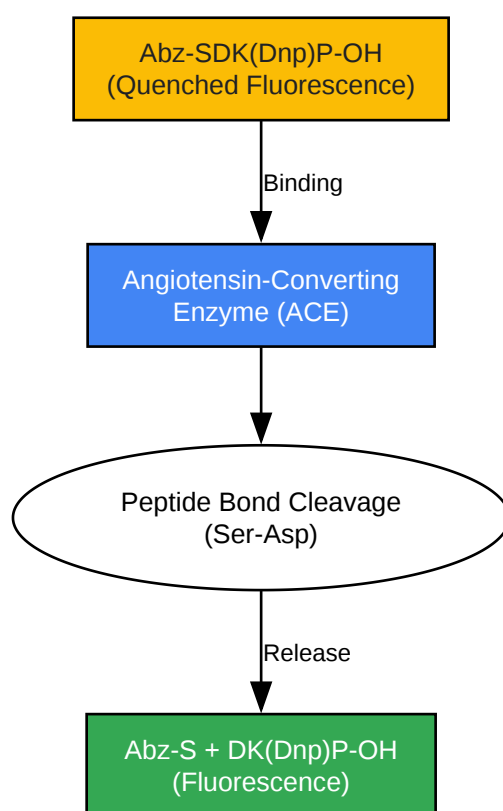 Abz-SDK(Dnp)P-OH
(Quenched Fluorescence)
Binding
Angiotensin-Converting
Enzyme (ACE)
Peptide Bond Cleavage
(Ser-Asp)
Release
Abz-S + DK(Dnp)P-OH
(Fluorescence)